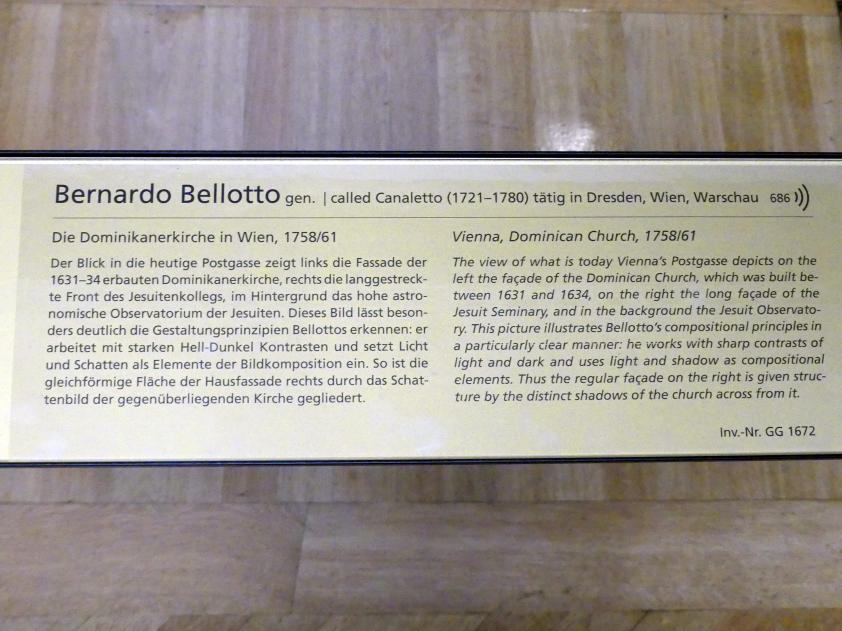 Bernardo Bellotto gen. | called Canaletto (1721–1780) tätig in Dresden, Wien, Warschau 686
Die Dominikanerkirche in Wien, 1758/61
Der Blick in die heutige Postgasse zeigt links die Fassade der
1631–34 erbauten Dominikanerkirche, rechts die langgestreck-
te Front des Jesuitenkollegs, im Hintergrund das hohe astro-
nomische Observatorium der Jesuiten. Dieses Bild lässt beson-
ders deutlich die Gestaltungsprinzipien Bellottos erkennen: er
arbeitet mit starken Hell-Dunkel Kontrasten und setzt Licht
und Schatten als Elemente der Bildkomposition ein. So ist die
gleichförmige Fläche der Hausfassade rechts durch das Schat-
tenbild der gegenüberliegenden Kirche gegliedert.
Vienna, Dominican Church, 1758/61
The view of what is today Vienna's Postgasse depicts on the
left the façade of the Dominican Church, which was built be-
tween 1631 and 1634, on the right the long façade of the
Jesuit Seminary, and in the background the Jesuit Observato-
ry. This picture illustrates Bellotto's compositional principles in
a particularly clear manner: he works with sharp contrasts of
light and dark and uses light and shadow as compositional
elements. Thus the regular façade on the right is given struc-
ture by the distinct shadows of the church across from it.
Inv.-Nr. GG 1672